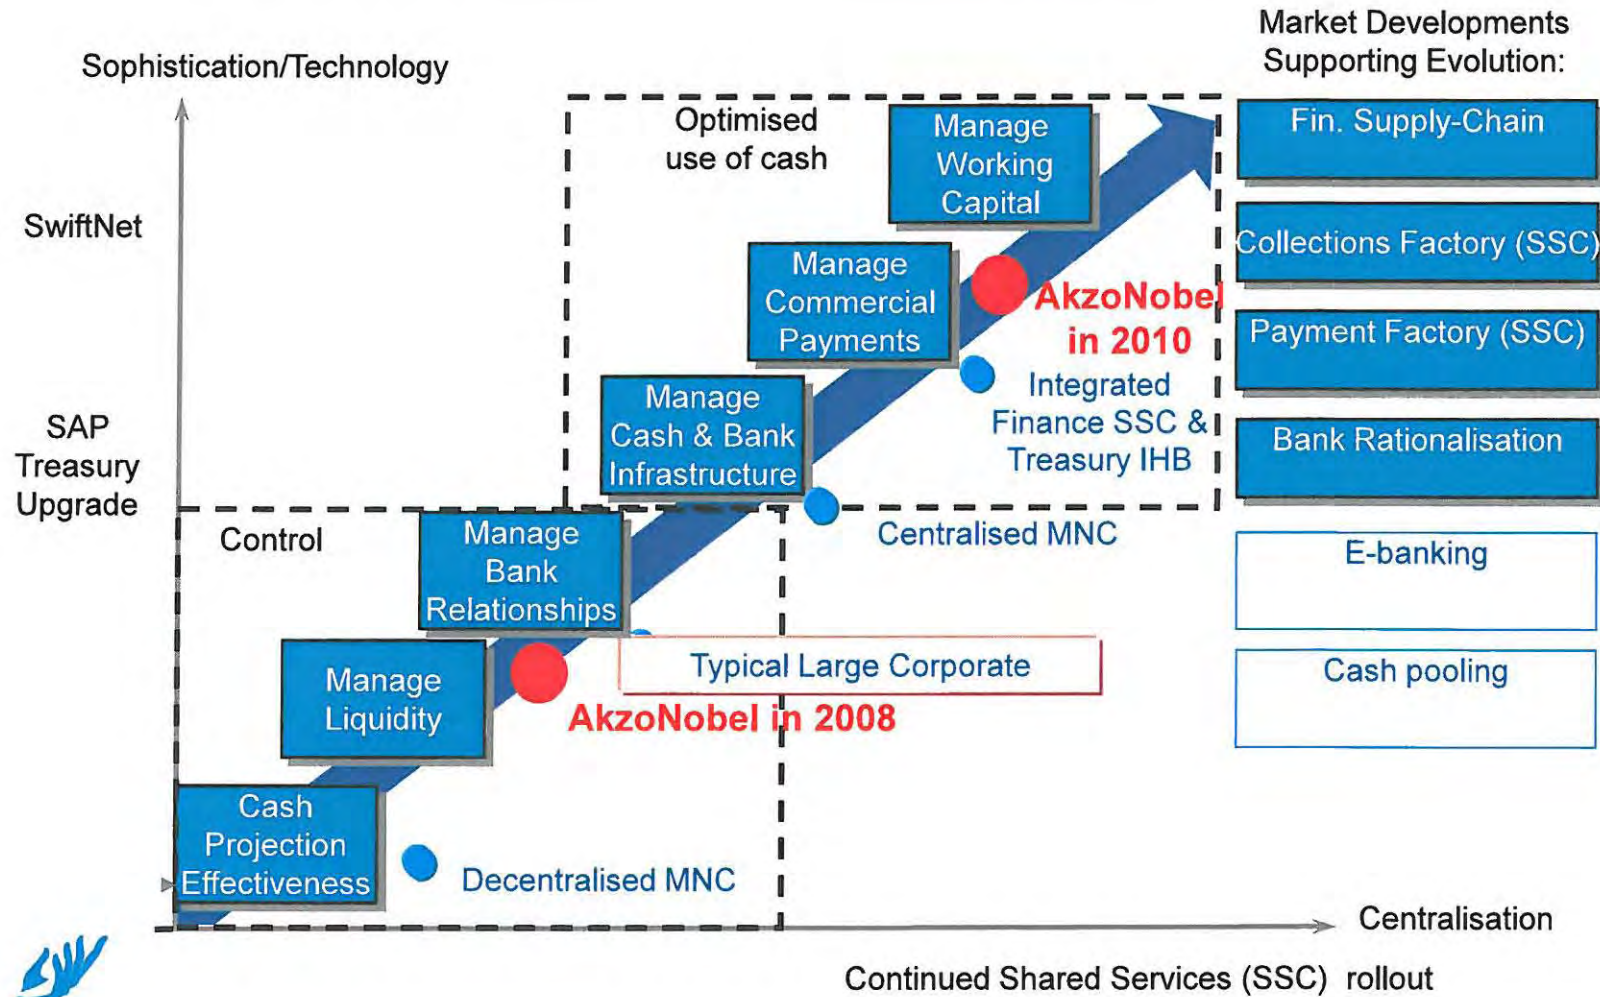 Market Developments
Supporting Evolution:
Sophistication/Technology
Optimised
use of cash
Manage
Working
Capital
Fin. Supply-Chain
SwiftNet
Collections Factory (SSC)
Manage
Commercial
Payments
AkzoNobel
in 2010
Payment Factory (SSC)
Integrated
Finance SSC &
Treasury IHB
Manage
Cash & Bank
Infrastructure
SAP
Treasury
Upgrade
Bank Rationalisation
Control
Manage
Bank
Relationships
Centralised MNC
E-banking
Typical Large Corporate
Cash pooling
Manage
Liquidity
AkzoNobel in 2008
Cash
Projection
Effectiveness
Decentralised MNC
Centralisation
Continued Shared Services (SSC) rollout